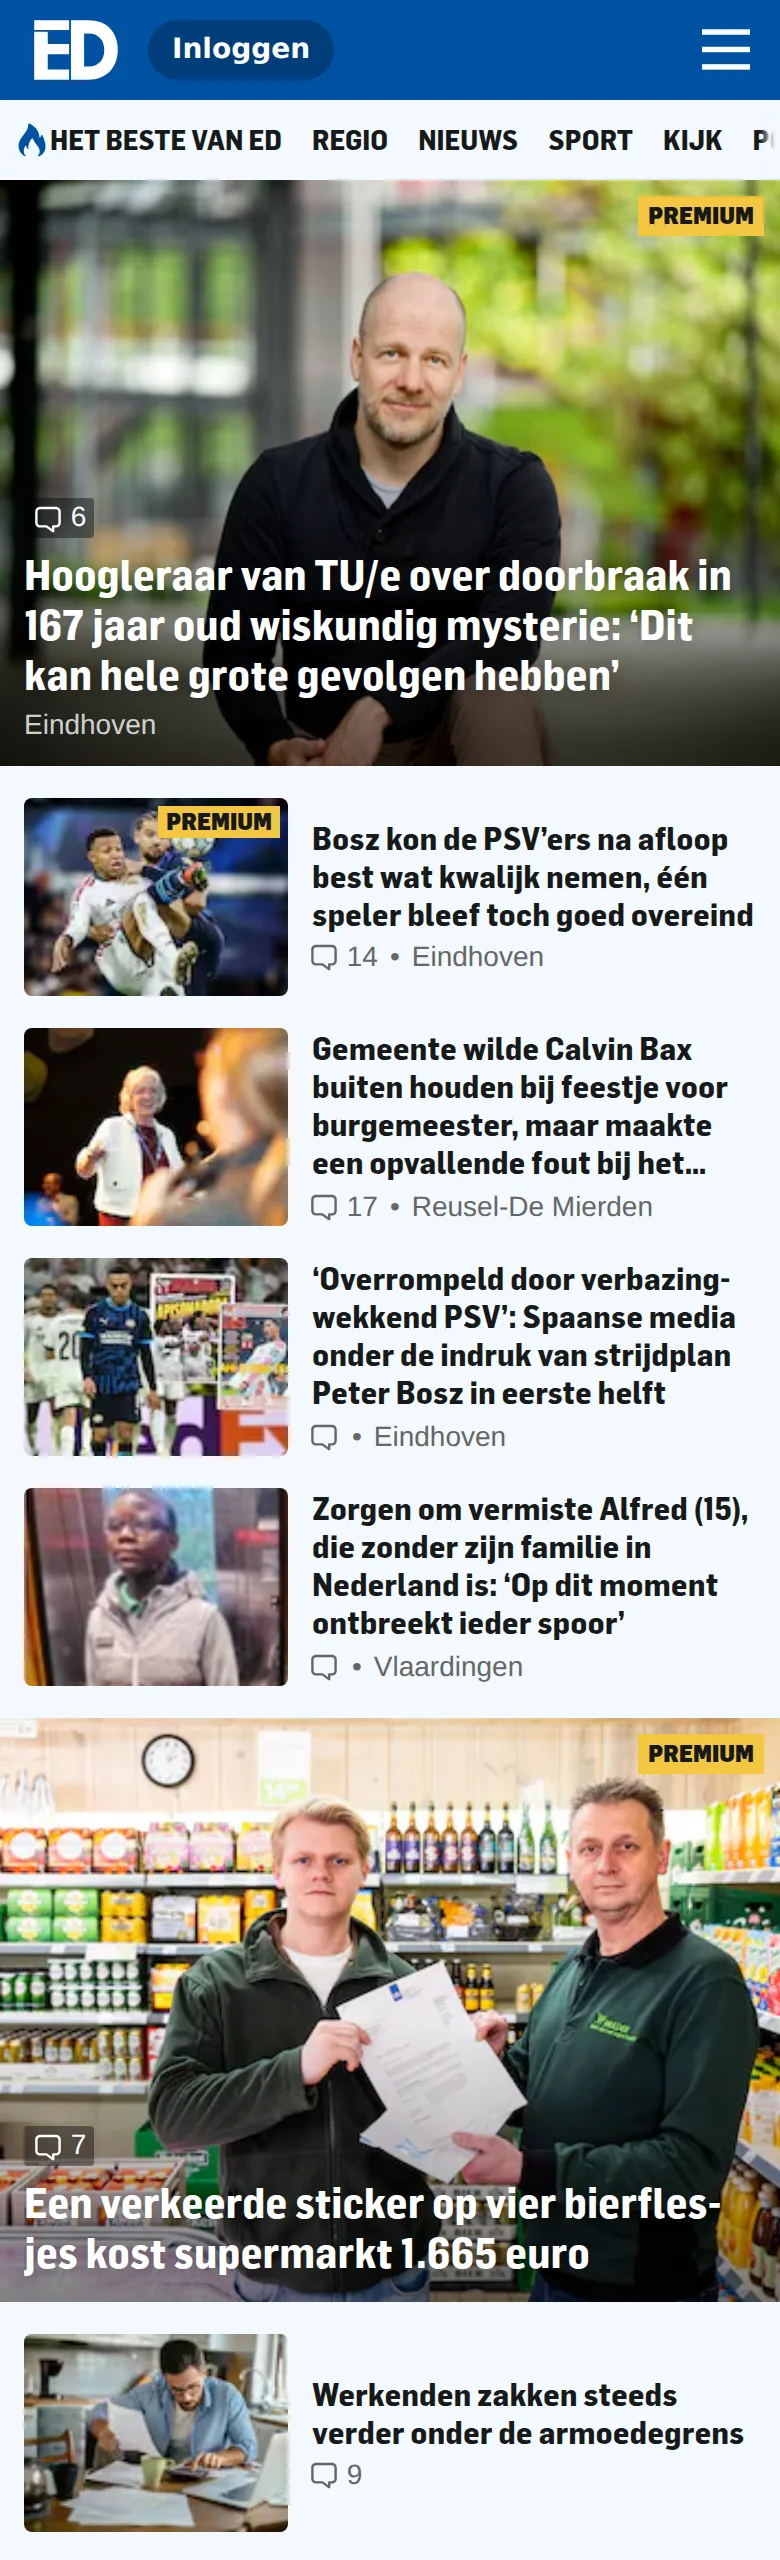 ED
Inloggen
HET BESTE VAN ED REGIO NIEUWS SPORT KIJK
PREMIUM
6
Hoogleraar van TU/e over doorbraak in
167 jaar oud wiskundig mysterie: ‘Dit
kan hele grote gevolgen hebben’
Eindhoven
PREMIUM
Bosz kon de PSV’ers na afloop
best wat kwalijk nemen, één
speler bleef toch goed overeind
14 • Eindhoven
Gemeente wilde Calvin Bax
buiten houden bij feestje voor
burgemeester, maar maakte
een opvallende fout bij het...
17 • Reusel-De Mierden
‘Overrompeld door verbazing-
wekkend PSV’: Spaanse media
onder de indruk van strijdplan
Peter Bosz in eerste helft
• Eindhoven
Zorgen om vermiste Alfred (15),
die zonder zijn familie in
Nederland is: ‘Op dit moment
ontbreekt ieder spoor’
• Vlaardingen
PREMIUM
7
Een verkeerde sticker op vier bierfles-
jes kost supermarkt 1.665 euro
Werkenden zakken steeds
verder onder de armoedegrens
9